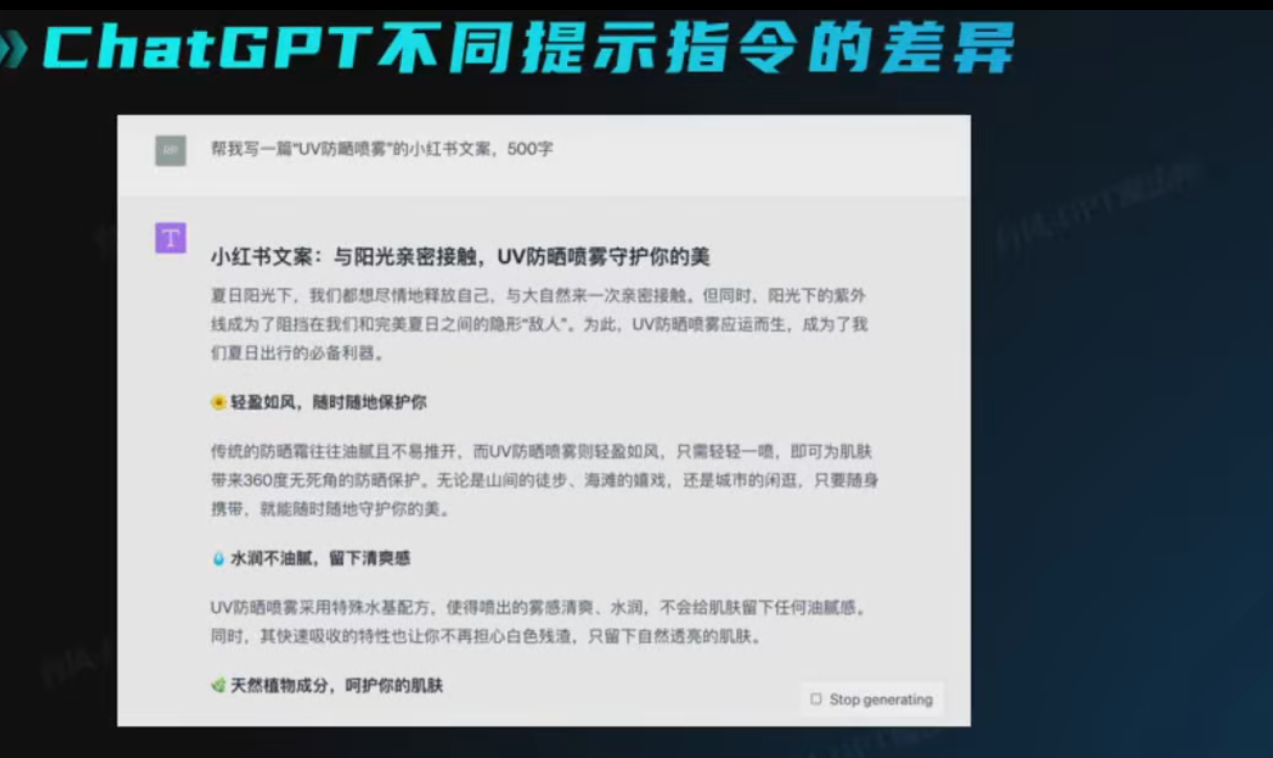 ChatGPT不同提示指令的差异
帮我写一篇“UV防晒喷雾”的小红书文案，500字
T
小红书文案：与阳光亲密接触，UV防晒喷雾守护你的美
夏日阳光下，我们都想尽情地释放自己，与大自然来一次亲密接触。但同时，阳光下的紫外
线成为了阻挡在我们和完美夏日之间的隐形“敌人”。为此，UV防晒喷雾应运而生，成为了我
们夏日出行的必备利器。
轻盈如风，随时随地保护你
传统的防晒霜往往油腻且不易推开，而UV防晒喷雾则轻盈如风，只需轻轻一喷，即可为肌肤
带来360度无死角的防晒保护。无论是山间的徒步、海滩的嬉戏，还是城市的闲逛，只要随身
携带，就能随时随地守护你的美。
水润不油腻，留下清爽感
UV防晒喷雾采用特殊水基配方，使得喷出的雾感清爽、水润，不会给肌肤留下任何油腻感。
同时，其快速吸收的特性也让你不再担心白色残渣，只留下自然透亮的肌肤。
天然植物成分，呵护你的肌肤
Stop generating